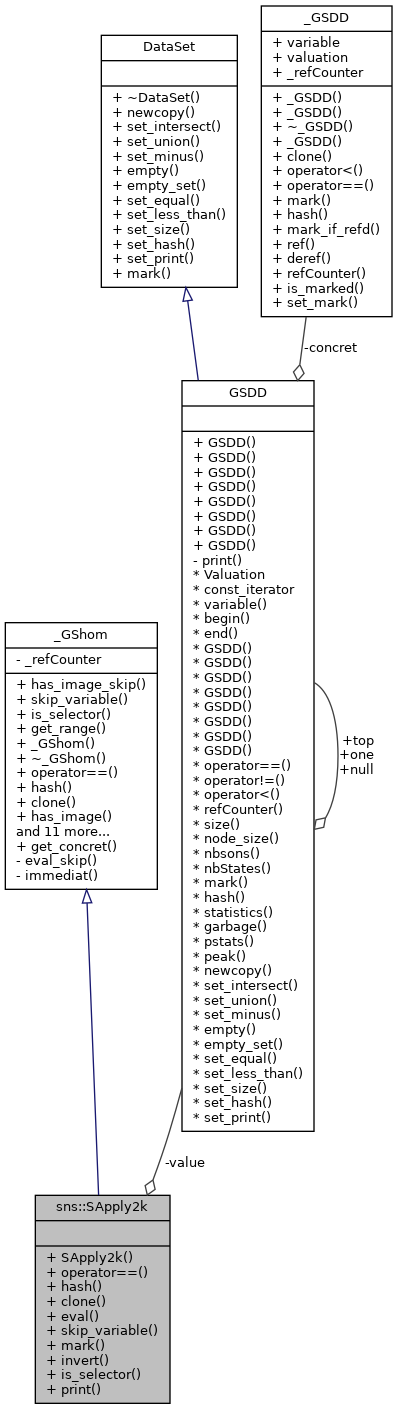 _GSDD
+ variable
+ valuation
+ _refCounter
+ _GSDD()
+ _GSDD()
+ ~_GSDD()
+ _GSDD()
+ clone()
+ operator<()
+ operator==()
+ mark()
+ hash()
+ mark_if_refd()
+ ref()
+ deref()
+ refCounter()
+ is_marked()
+ set_mark()
DataSet
+ ~DataSet()
+ newcopy()
+ set_intersect()
+ set_union()
+ set_minus()
+ empty()
+ empty_set()
+ set_equal()
+ set_less_than()
+ set_size()
+ set_hash()
+ set_print()
+ mark()
-concret
GSDD
+ GSDD()
+ GSDD()
+ GSDD()
+ GSDD()
+ GSDD()
+ GSDD()
+ GSDD()
+ GSDD()
- print()
* Valuation
* const_iterator
* variable()
* begin()
* end()
* GSDD()
* GSDD()
* GSDD()
* GSDD()
* GSDD()
* GSDD()
* GSDD()
* GSDD()
* operator==()
* operator!=()
* operator<()
* refCounter()
* size()
* node_size()
* nbsons()
* nbStates()
* mark()
* hash()
* statistics()
* garbage()
* pstats()
* peak()
* newcopy()
* set_intersect()
* set_union()
* set_minus()
* empty()
* empty_set()
* set_equal()
* set_less_than()
* set_size()
* set_hash()
* set_print()
+top
+one
+null
_GShom
- _refCounter
+ has_image_skip()
+ skip_variable()
+ is_selector()
+ get_range()
+ _GShom()
+ ~_GShom()
+ operator==()
+ hash()
+ clone()
+ has_image()
and 11 more...
+ get_concret()
- eval_skip()
- immediat()
-value
sns::SApply2k
+ SApply2k()
+ operator==()
+ hash()
+ clone()
+ eval()
+ skip_variable()
+ mark()
+ invert()
+ is_selector()
+ print()